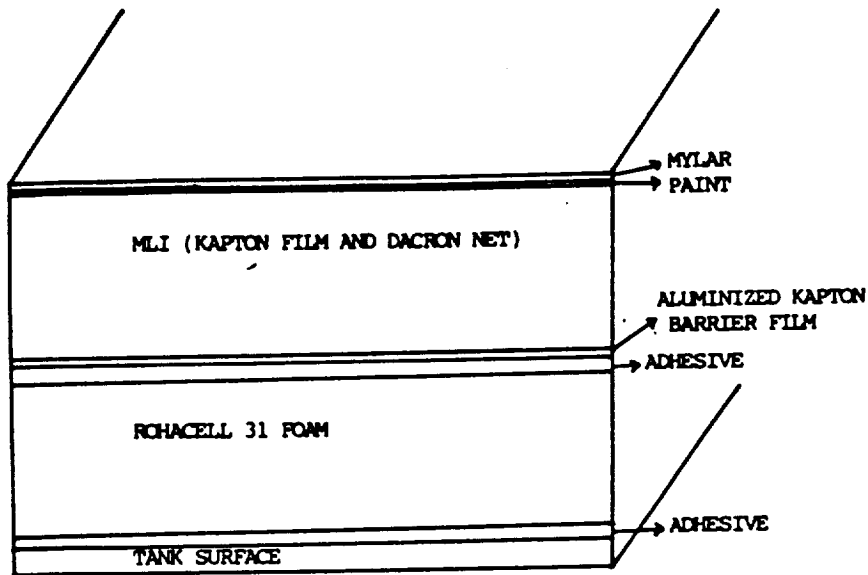 MYLAR
PAINT
MLI (KAPTON FILM AND DACRON NET)
ALUMINIZED KAPTON
BARRIER FILM
ADHESIVE
ROHACELL 31 FOAM
ADHESIVE
TANK SURFACE